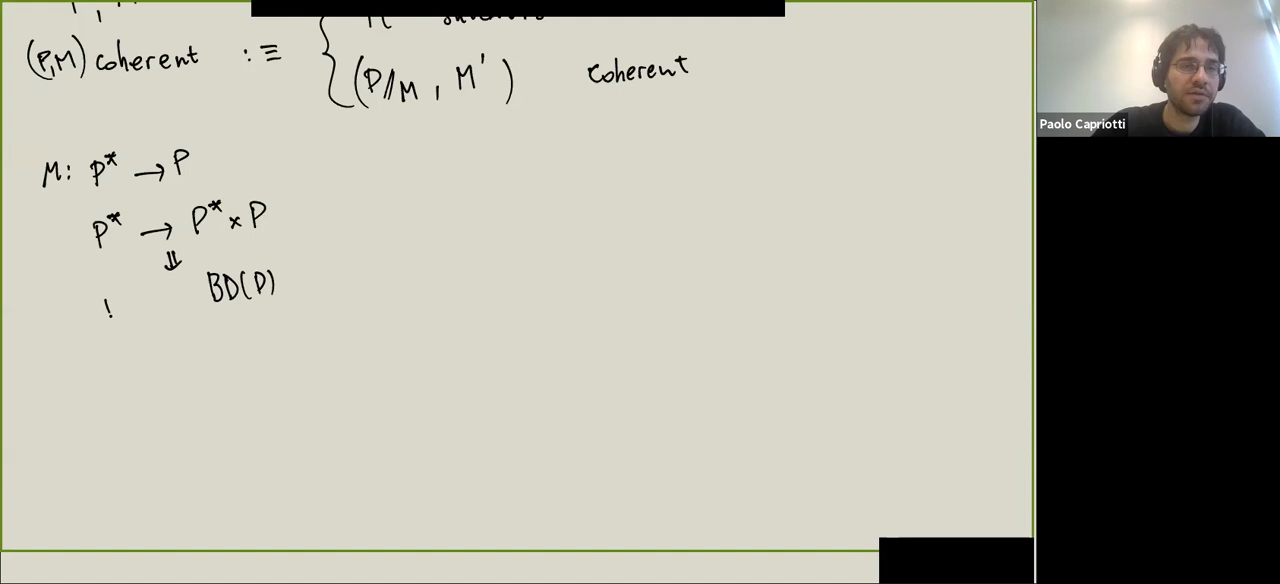 (P,M) coherent :≡ { (P//M , M') coherent
M: P* → P
P* → P* × P
⇓
! BD(P)
Paolo Capriotti